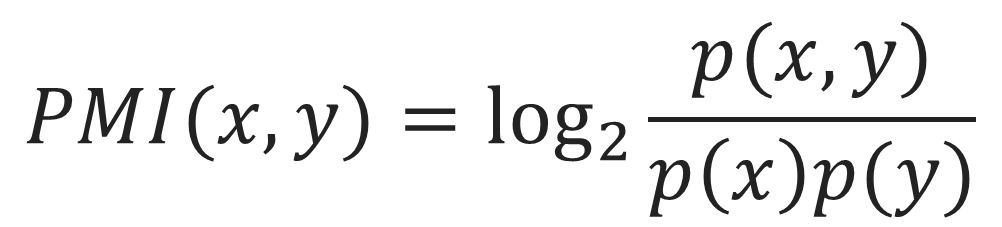 PMI(x, y) = log₂ p(x, y) / p(x)p(y)